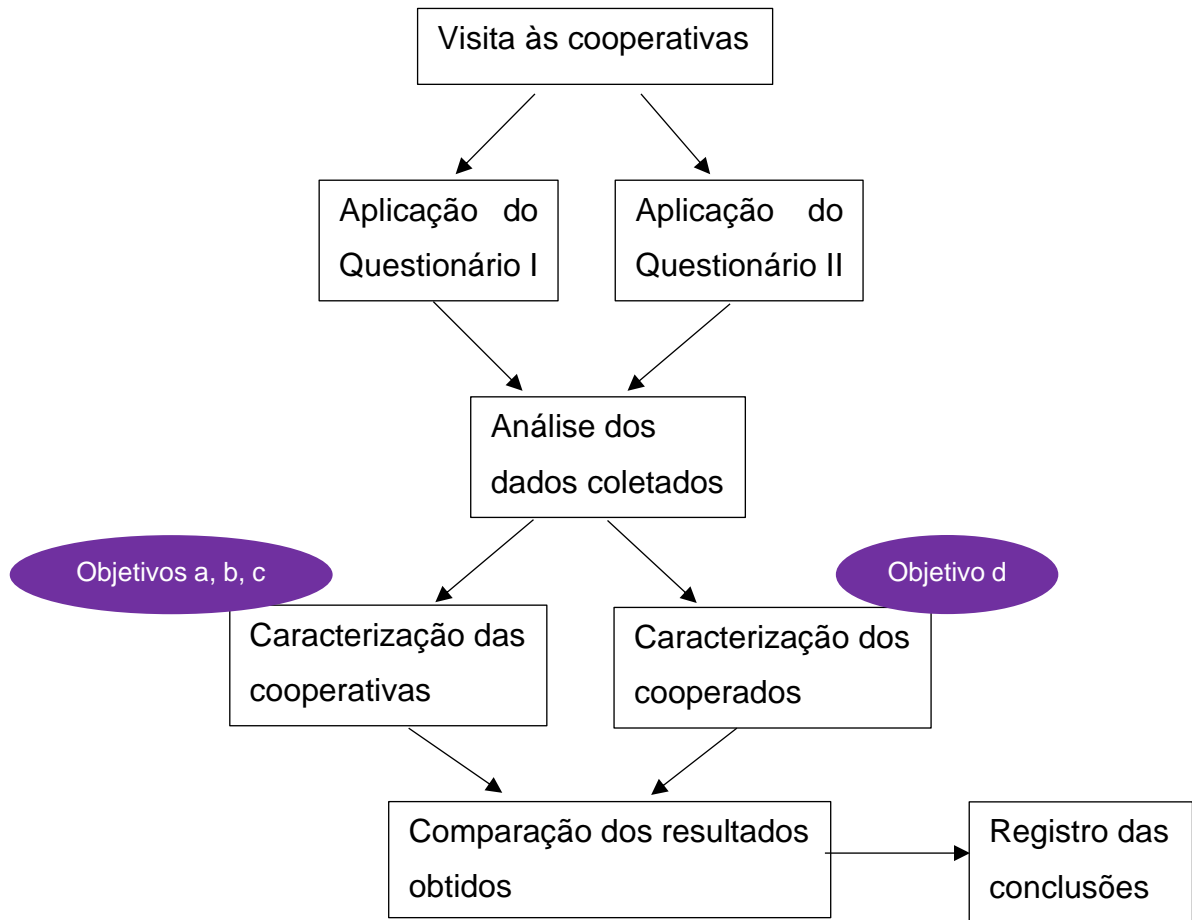 Visita às cooperativas
Aplicação do
Questionário I
Aplicação do
Questionário II
Análise dos
dados coletados
Objetivos a, b, c
Objetivo d
Caracterização das
cooperativas
Caracterização dos
cooperados
Comparação dos resultados
obtidos
Registro das
conclusões